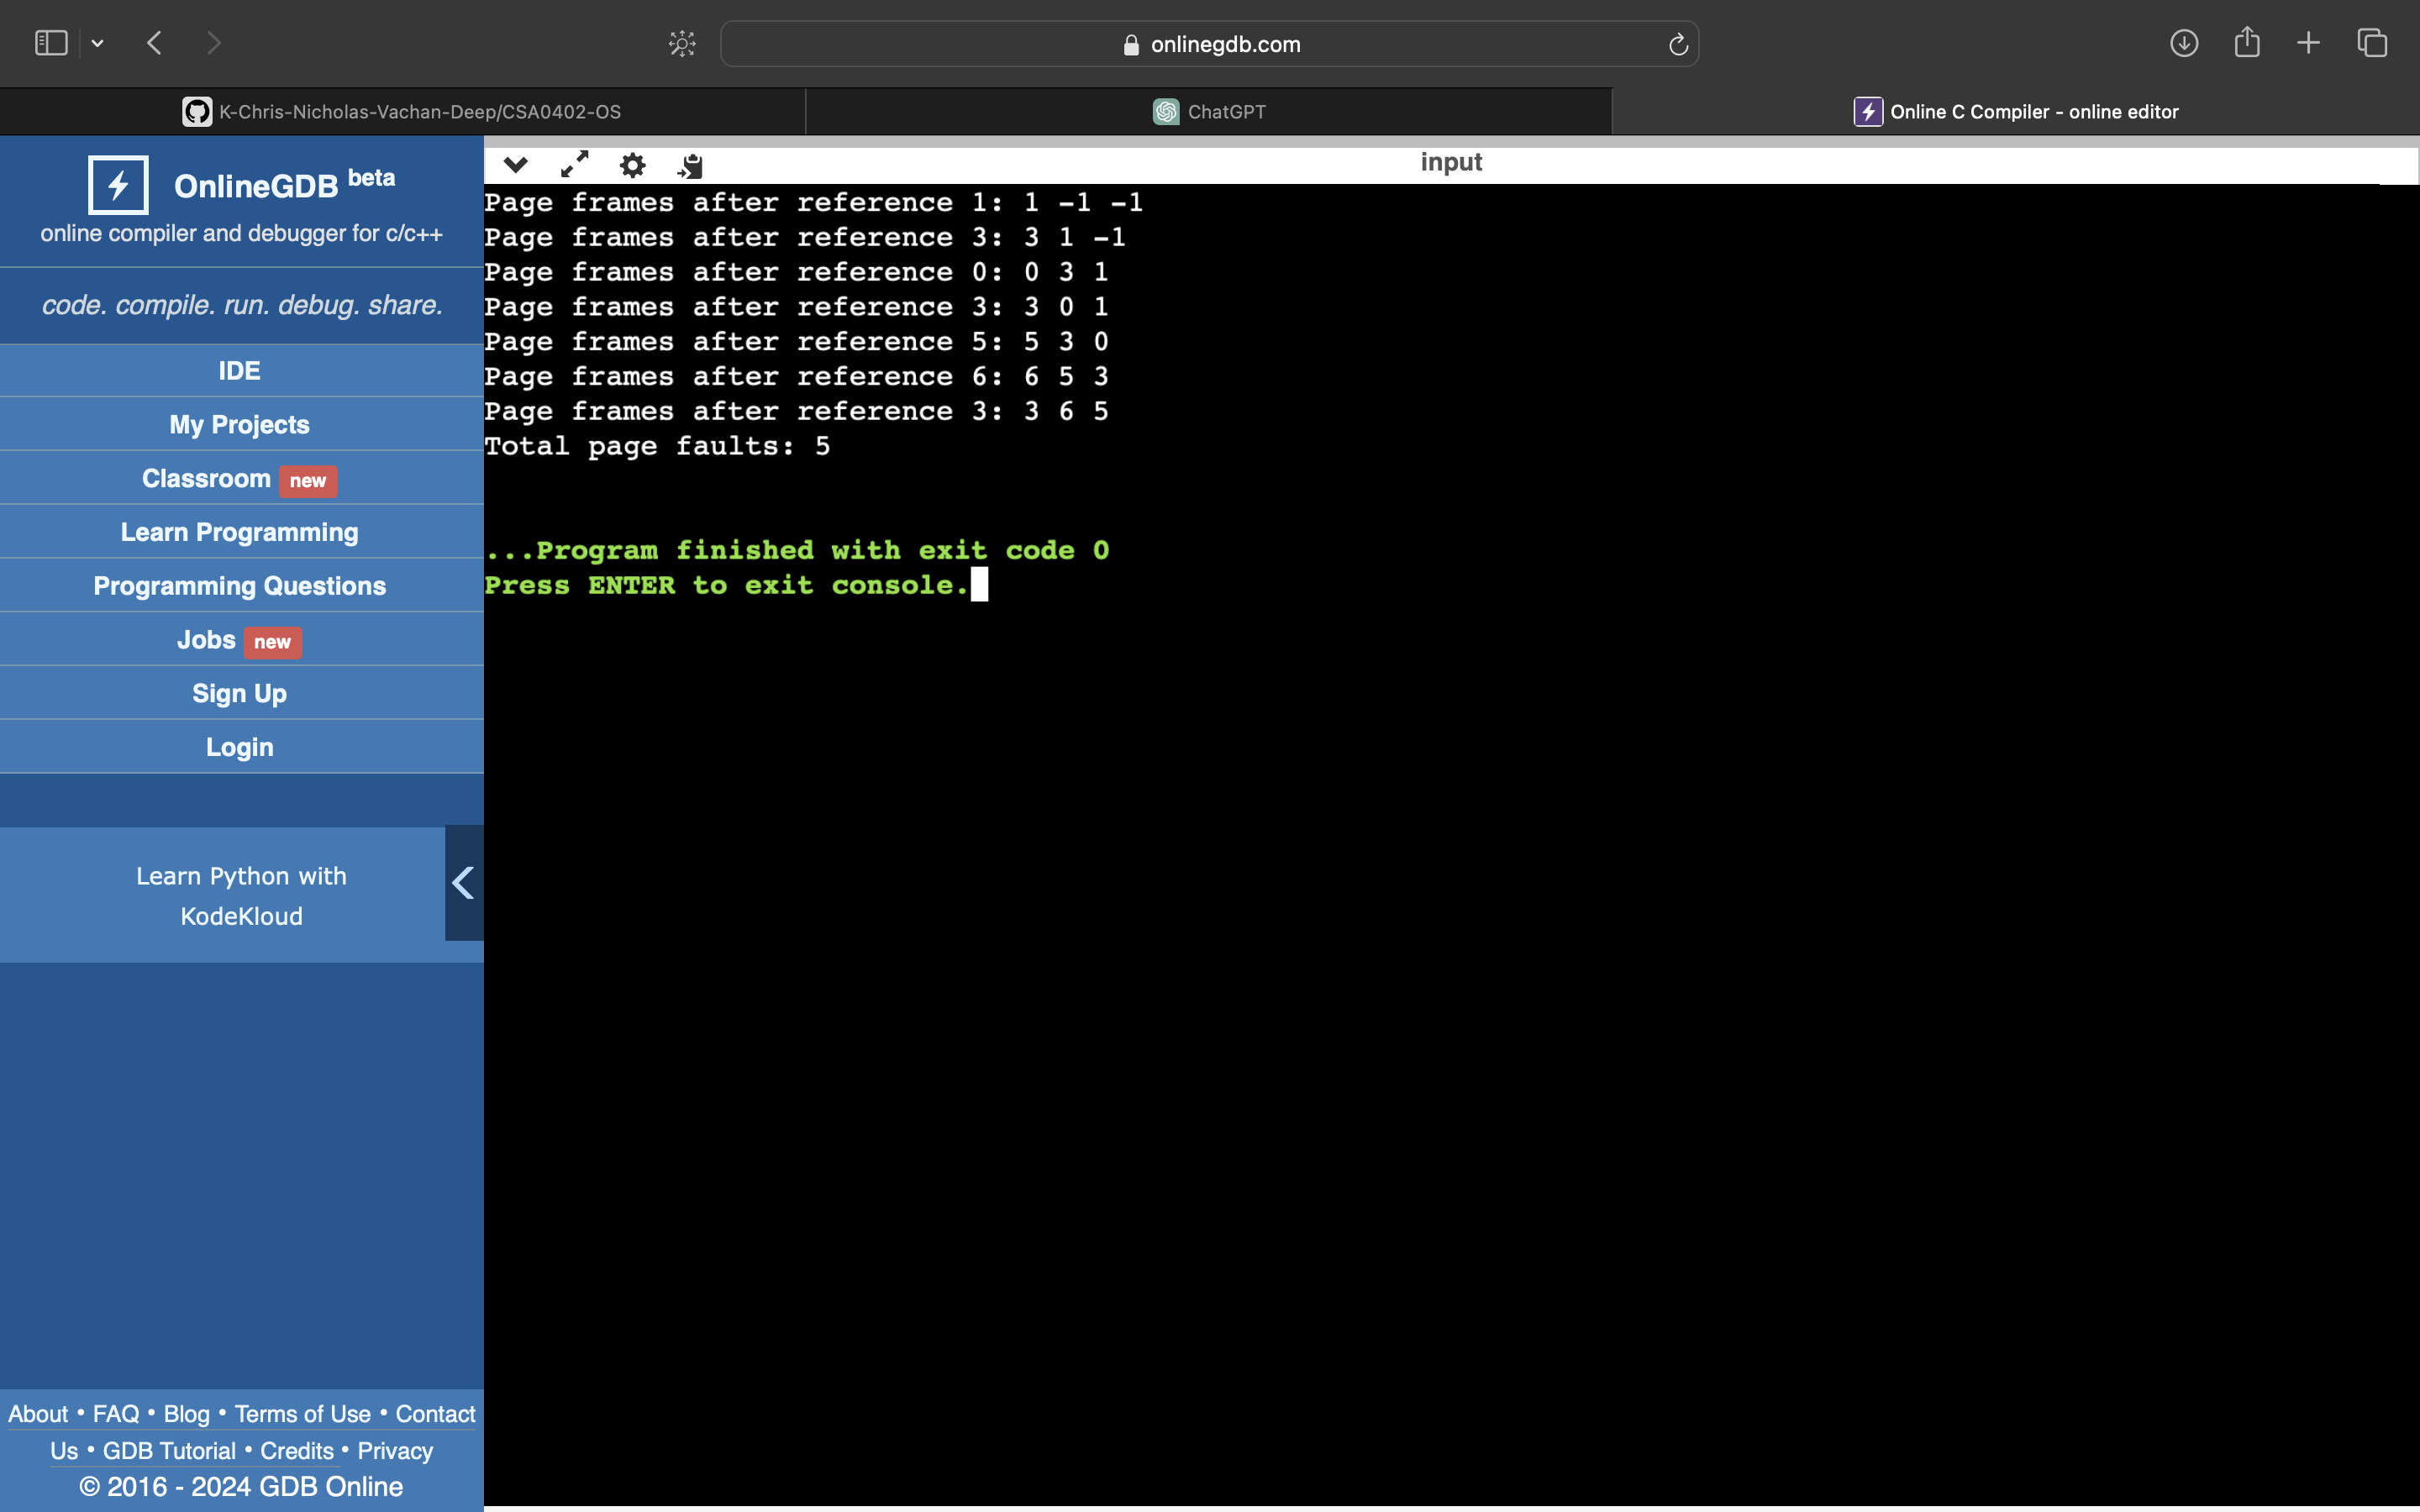 onlinegdb.com
K-Chris-Nicholas-Vachan-Deep/CSA0402-OS
ChatGPT
Online C Compiler - online editor
OnlineGDB beta
online compiler and debugger for c/c++
code. compile. run. debug. share.
IDE
My Projects
Classroom new
Learn Programming
Programming Questions
Jobs new
Sign Up
Login
Learn Python with
KodeKloud
About • FAQ • Blog • Terms of Use • Contact
Us • GDB Tutorial • Credits • Privacy
© 2016 - 2024 GDB Online
input
Page frames after reference 1: 1 -1 -1
Page frames after reference 3: 3 1 -1
Page frames after reference 0: 0 3 1
Page frames after reference 3: 3 0 1
Page frames after reference 5: 5 3 0
Page frames after reference 6: 6 5 3
Page frames after reference 3: 3 6 5
Total page faults: 5
...Program finished with exit code 0
Press ENTER to exit console.